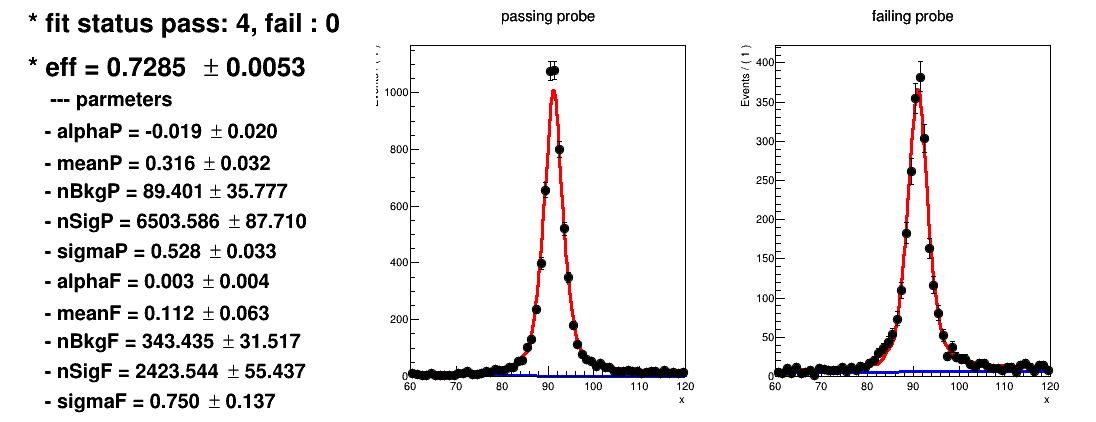 * fit status pass: 4, fail : 0
* eff = 0.7285 ± 0.0053
--- parmeters
- alphaP = -0.019 ± 0.020
- meanP = 0.316 ± 0.032
- nBkgP = 89.401 ± 35.777
- nSigP = 6503.586 ± 87.710
- sigmaP = 0.528 ± 0.033
- alphaF = 0.003 ± 0.004
- meanF = 0.112 ± 0.063
- nBkgF = 343.435 ± 31.517
- nSigF = 2423.544 ± 55.437
- sigmaF = 0.750 ± 0.137
passing probe
1000
800
600
400
200
0
60 70 80 90 100 110 120
x
failing probe
Events / ( 1 )
400
350
300
250
200
150
100
50
0
60 70 80 90 100 110 120
x